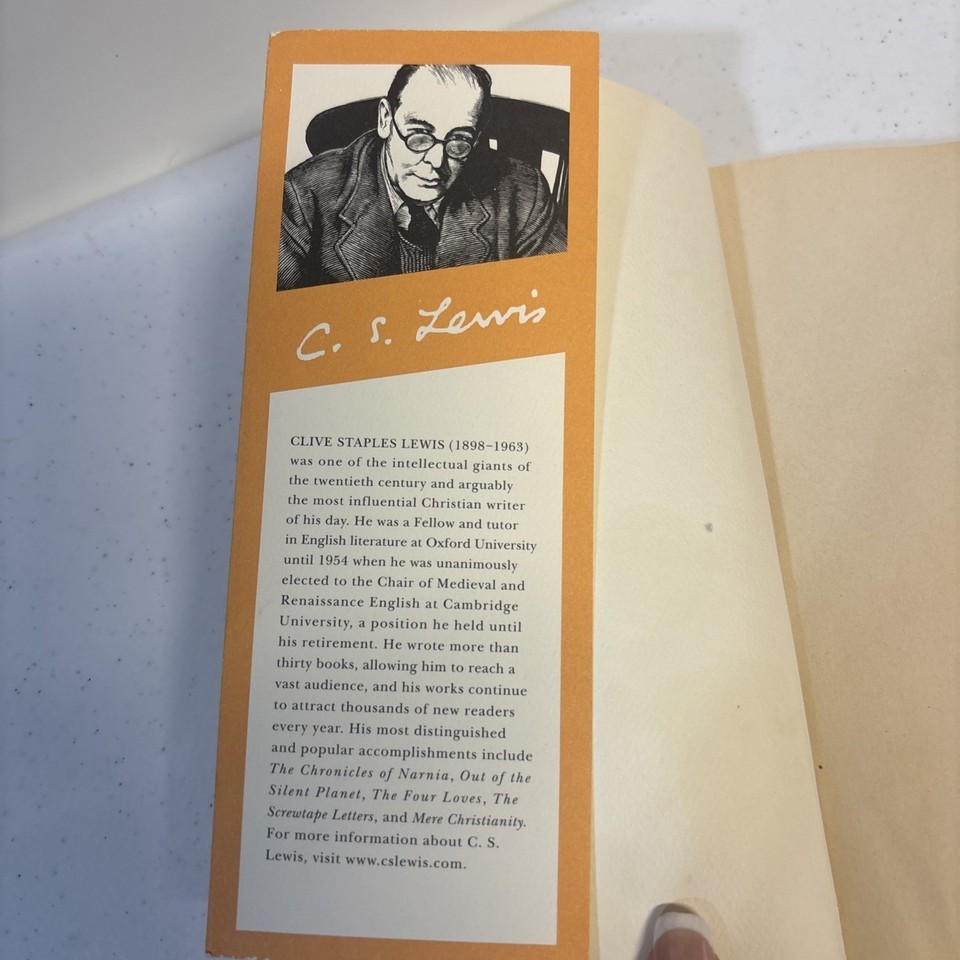 C. S. Lewis
CLIVE STAPLES LEWIS (1898–1963)
was one of the intellectual giants of
the twentieth century and arguably
the most influential Christian writer
of his day. He was a Fellow and tutor
in English literature at Oxford University
until 1954 when he was unanimously
elected to the Chair of Medieval and
Renaissance English at Cambridge
University, a position he held until
his retirement. He wrote more than
thirty books, allowing him to reach a
vast audience, and his works continue
to attract thousands of new readers
every year. His most distinguished
and popular accomplishments include
The Chronicles of Narnia, Out of the
Silent Planet, The Four Loves, The
Screwtape Letters, and Mere Christianity.
For more information about C. S.
Lewis, visit www.cslewis.com.